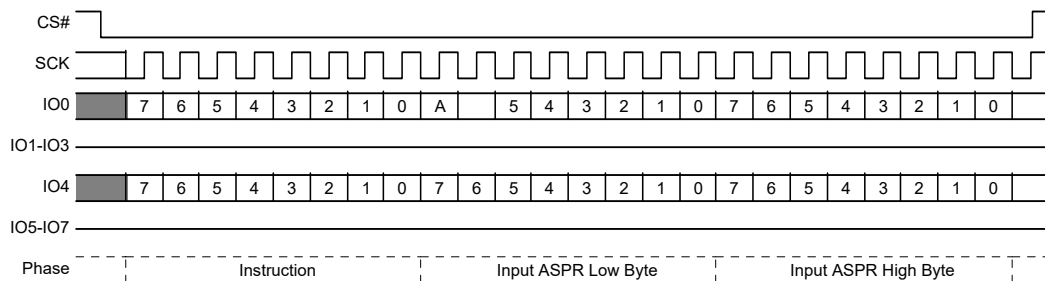 CS#
SCK
IO0 7 6 5 4 3 2 1 0 A 5 4 3 2 1 0 7 6 5 4 3 2 1 0
IO1-IO3
IO4 7 6 5 4 3 2 1 0 7 6 5 4 3 2 1 0 7 6 5 4 3 2 1 0
IO5-IO7
Phase Instruction Input ASPR Low Byte Input ASPR High Byte